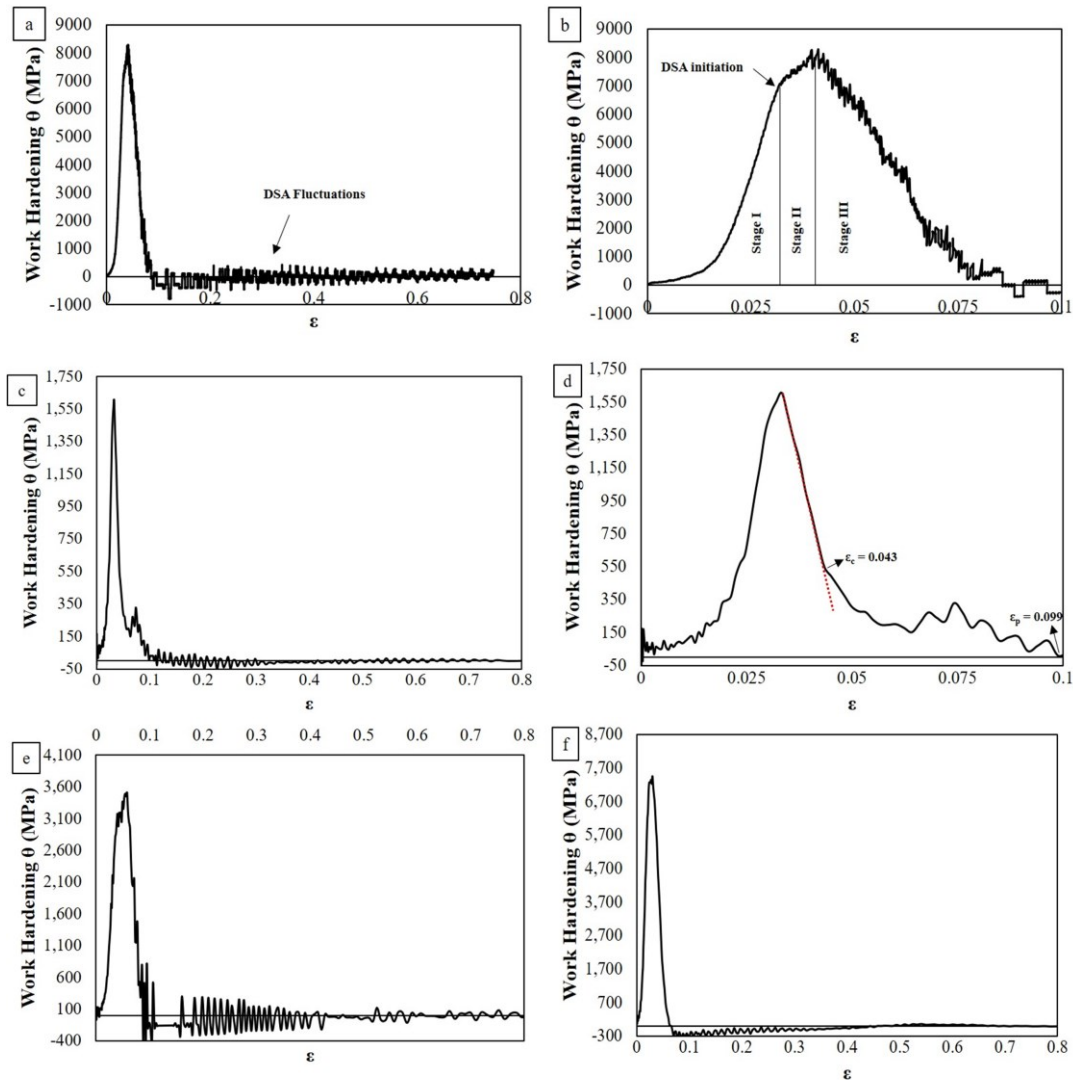 a
9000
8000
7000
6000
5000
4000
3000
2000
1000
0
-1000
Work Hardening θ (MPa)
DSA Fluctuations
0 0.2 0.4 0.6 0.8
ε
b
9000
8000
7000
6000
5000
4000
3000
2000
1000
0
-1000
Work Hardening θ (MPa)
DSA initiation
Stage I
Stage II
Stage III
0 0.025 0.05 0.075 0.1
ε
c
1,750
1,550
1,350
1,150
950
750
550
350
150
-50
Work Hardening θ (MPa)
0 0.1 0.2 0.3 0.4 0.5 0.6 0.7 0.8
ε
d
1,750
1,550
1,350
1,150
950
750
550
350
150
-50
Work Hardening θ (MPa)
εc = 0.043
εp = 0.099
0 0.025 0.05 0.075 0.1
ε
0 0.1 0.2 0.3 0.4 0.5 0.6 0.7 0.8
e
4,100
3,600
3,100
2,600
2,100
1,600
1,100
600
100
-400
Work Hardening θ (MPa)
ε
f
8,700
7,700
6,700
5,700
4,700
3,700
2,700
1,700
700
-300
Work Hardening θ (MPa)
0 0.1 0.2 0.3 0.4 0.5 0.6 0.7 0.8
ε